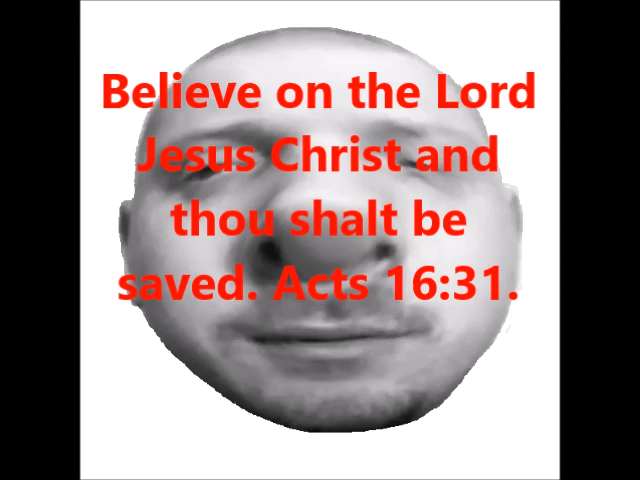 Believe on the Lord
Jesus Christ and
thou shalt be
saved. Acts 16:31.